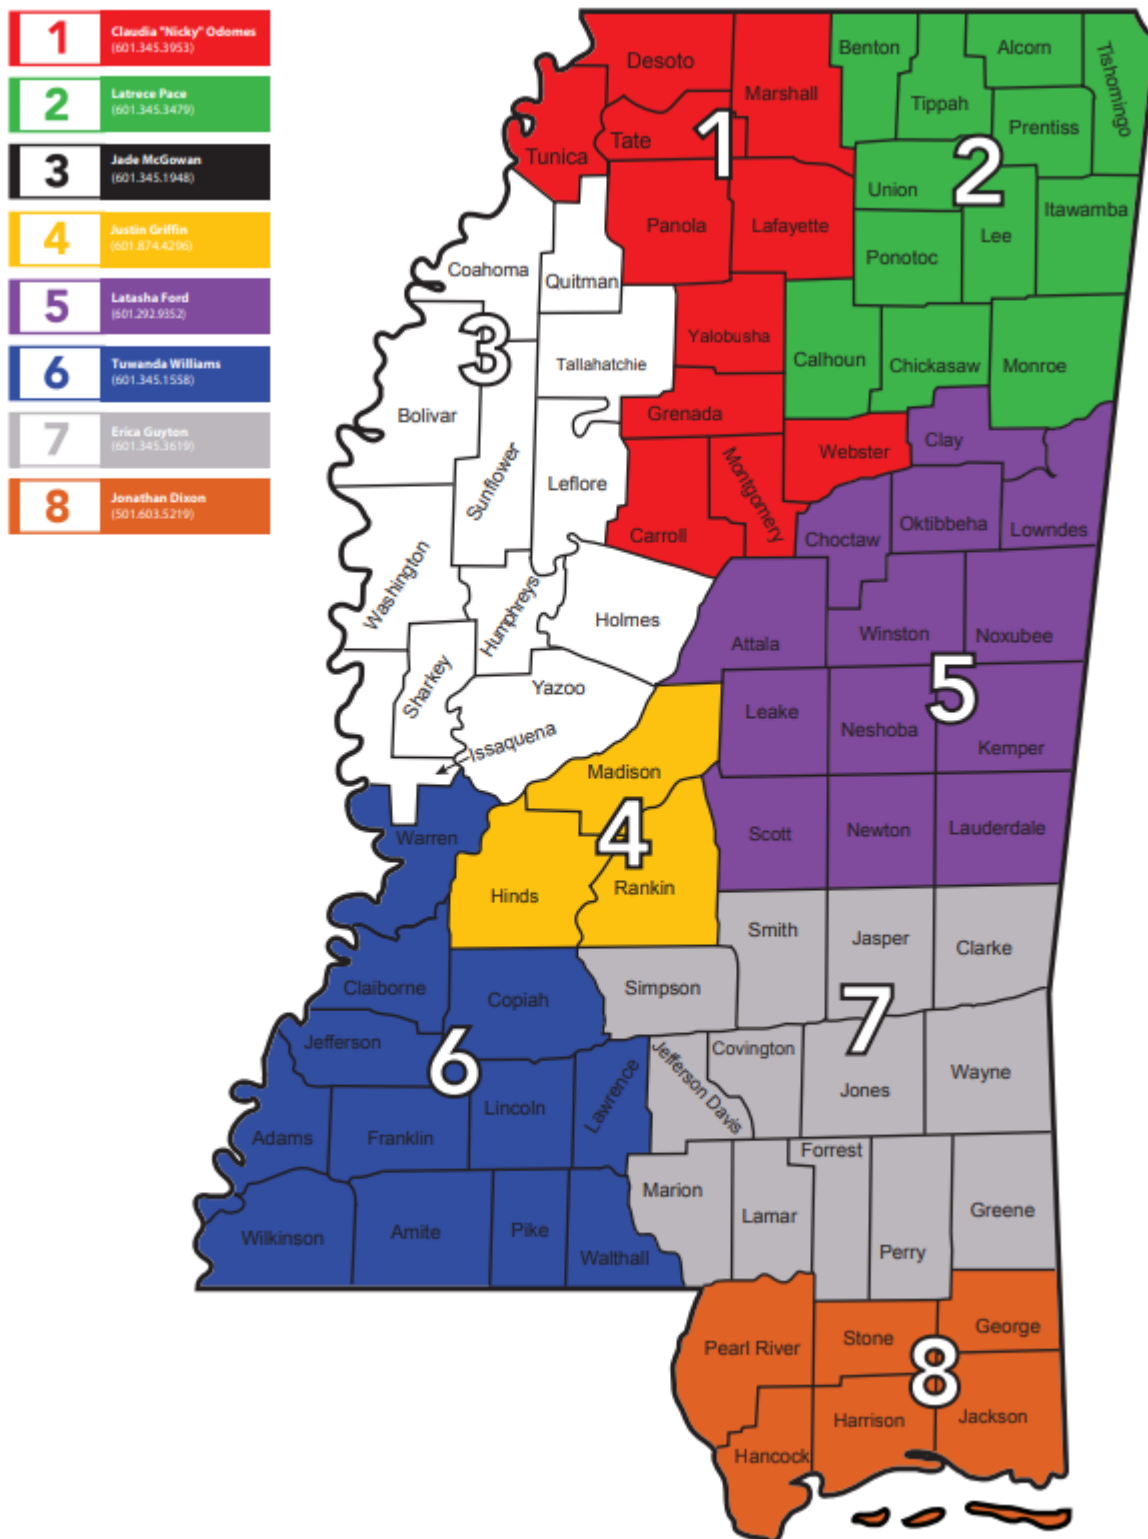 1
Claudia "Nicky" Odomes
(601.345.3953)
2
Latrece Pace
(601.345.3479)
3
Jade McGowan
(601.345.1948)
4
Justin Griffin
(601.874.4296)
5
Latasha Ford
(601.292.9352)
6
Tuwanda Williams
(601.345.1558)
7
Erica Guyton
(601.345.3619)
8
Jonathan Dixon
(501.603.5219)
Desoto
Marshall
Tate
Tunica
1
Panola
Lafayette
Yalobusha
Grenada
Webster
Montgomery
Carroll
Benton
Alcorn
Tishomingo
Tippah
Prentiss
2
Union
Itawamba
Lee
Ponotoc
Calhoun
Chickasaw
Monroe
Coahoma
Quitman
3
Tallahatchie
Bolivar
Sunflower
Leflore
Washington
Humphreys
Holmes
Sharkey
Yazoo
Issaquena
Clay
Choctaw
Oktibbeha
Lowndes
Attala
Winston
Noxubee
5
Leake
Neshoba
Kemper
Scott
Newton
Lauderdale
Madison
4
Hinds
Rankin
Warren
Claiborne
Copiah
Jefferson
6
Lincoln
Lawrence
Adams
Franklin
Wilkinson
Amite
Pike
Walthall
Smith
Jasper
Clarke
Simpson
7
Jefferson Davis
Covington
Jones
Wayne
Forrest
Marion
Lamar
Perry
Greene
Pearl River
Stone
George
8
Harrison
Jackson
Hancock